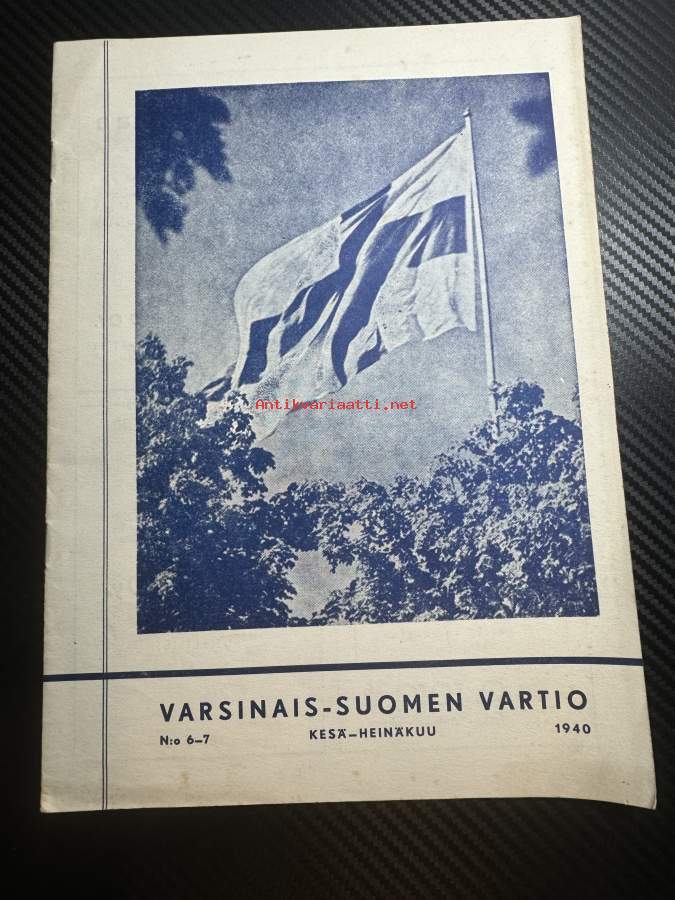 Antikvariaatti.net
VARSINAIS-SUOMEN VARTIO
N:o 6–7 KESÄ–HEINÄKUU 1940